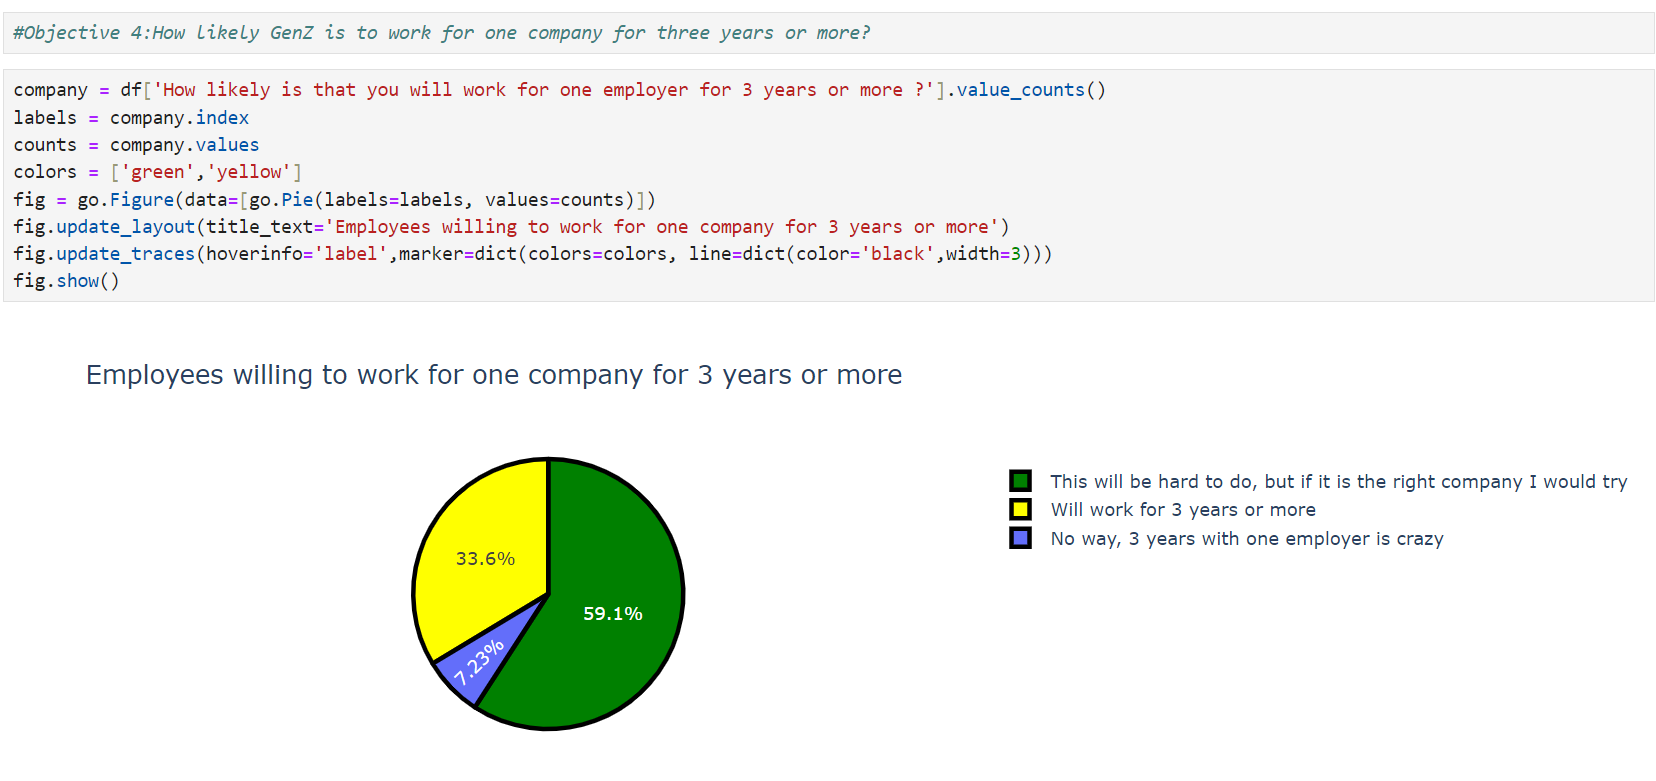 #Objective 4:How likely GenZ is to work for one company for three years or more?
company = df['How likely is that you will work for one employer for 3 years or more ?'].value_counts()
labels = company.index
counts = company.values
colors = ['green','yellow']
fig = go.Figure(data=[go.Pie(labels=labels, values=counts)])
fig.update_layout(title_text='Employees willing to work for one company for 3 years or more')
fig.update_traces(hoverinfo='label',marker=dict(colors=colors, line=dict(color='black',width=3)))
fig.show()
Employees willing to work for one company for 3 years or more
This will be hard to do, but if it is the right company I would try
Will work for 3 years or more
No way, 3 years with one employer is crazy
33.6%
59.1%
7.23%